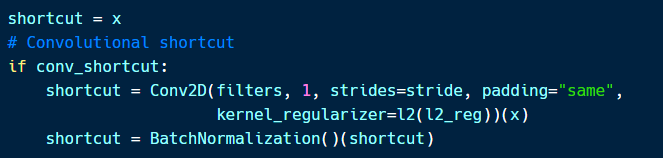 shortcut = x
# Convolutional shortcut
if conv_shortcut:
    shortcut = Conv2D(filters, 1, strides=stride, padding="same",
                      kernel_regularizer=l2(l2_reg))(x)
    shortcut = BatchNormalization()(shortcut)